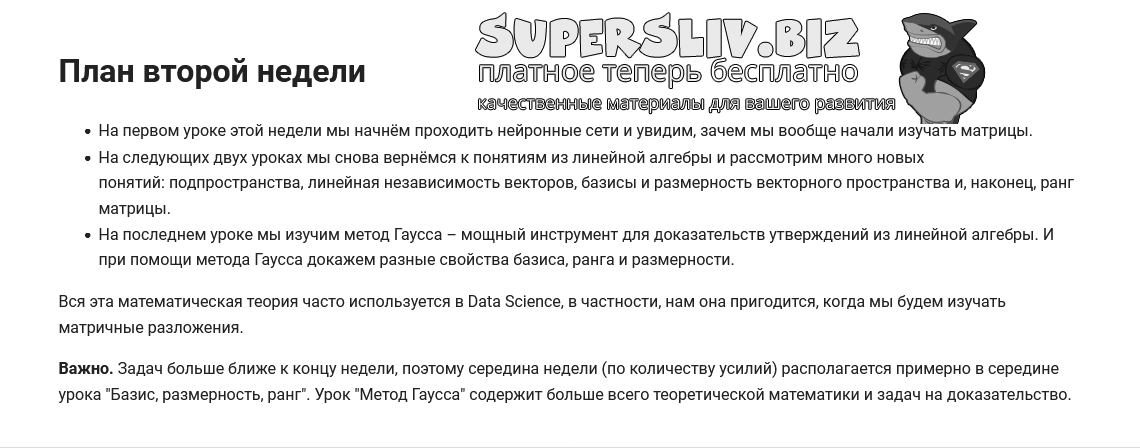 SUPERSLIV.BIZ
платное теперь бесплатно
План второй недели
качественные материалы для вашего развития
• На первом уроке этой недели мы начнём проходить нейронные сети и увидим, зачем мы вообще начали изучать матрицы.
• На следующих двух уроках мы снова вернёмся к понятиям из линейной алгебры и рассмотрим много новых
понятий: подпространства, линейная независимость векторов, базисы и размерность векторного пространства и, наконец, ранг
матрицы.
• На последнем уроке мы изучим метод Гаусса – мощный инструмент для доказательств утверждений из линейной алгебры. И
при помощи метода Гаусса докажем разные свойства базиса, ранга и размерности.
Вся эта математическая теория часто используется в Data Science, в частности, нам она пригодится, когда мы будем изучать
матричные разложения.
Важно. Задач больше ближе к концу недели, поэтому середина недели (по количеству усилий) располагается примерно в середине
урока "Базис, размерность, ранг". Урок "Метод Гаусса" содержит больше всего теоретической математики и задач на доказательство.